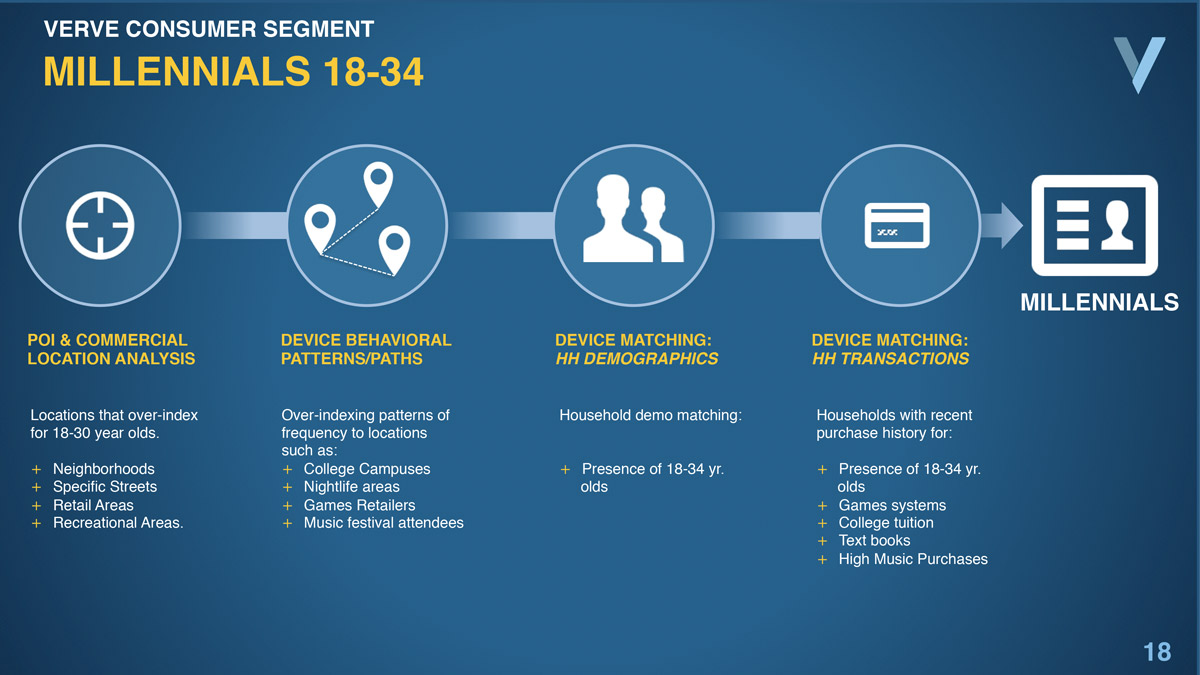 VERVE CONSUMER SEGMENT
MILLENNIALS 18-34
MILLENNIALS
POI & COMMERCIAL
LOCATION ANALYSIS
Locations that over-index
for 18-30 year olds.
+ Neighborhoods
+ Specific Streets
+ Retail Areas
+ Recreational Areas.
DEVICE BEHAVIORAL
PATTERNS/PATHS
Over-indexing patterns of
frequency to locations
such as:
+ College Campuses
+ Nightlife areas
+ Games Retailers
+ Music festival attendees
DEVICE MATCHING:
HH DEMOGRAPHICS
Household demo matching:
+ Presence of 18-34 yr.
olds
DEVICE MATCHING:
HH TRANSACTIONS
Households with recent
purchase history for:
+ Presence of 18-34 yr.
olds
+ Games systems
+ College tuition
+ Text books
+ High Music Purchases
18